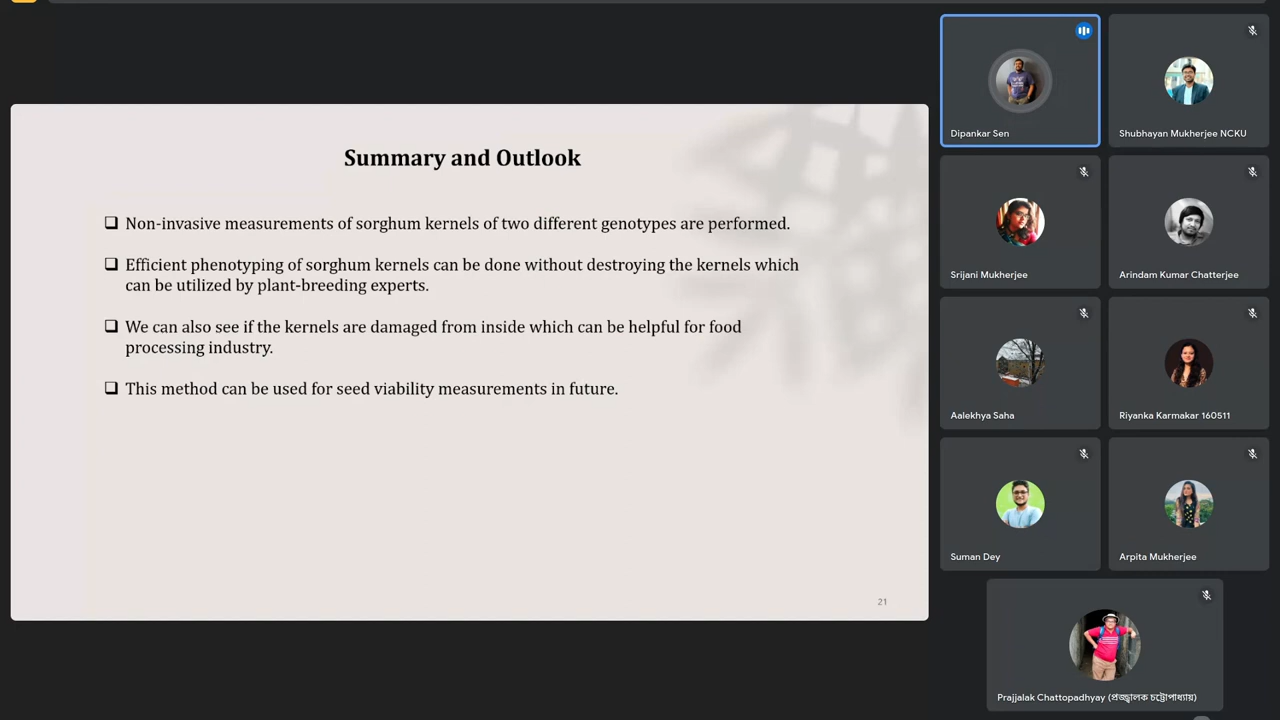 Summary and Outlook
Non-invasive measurements of sorghum kernels of two different genotypes are performed.
Efficient phenotyping of sorghum kernels can be done without destroying the kernels which
can be utilized by plant-breeding experts.
We can also see if the kernels are damaged from inside which can be helpful for food
processing industry.
This method can be used for seed viability measurements in future.
21
Dipankar Sen
Shubhayan Mukherjee NCKU
Srijani Mukherjee
Arindam Kumar Chatterjee
Aalekhya Saha
Riyanka Karmakar 160511
Suman Dey
Arpita Mukherjee
Prajjalak Chattopadhyay (প্রজ্জ্বালক চট্টোপাধ্যায়)